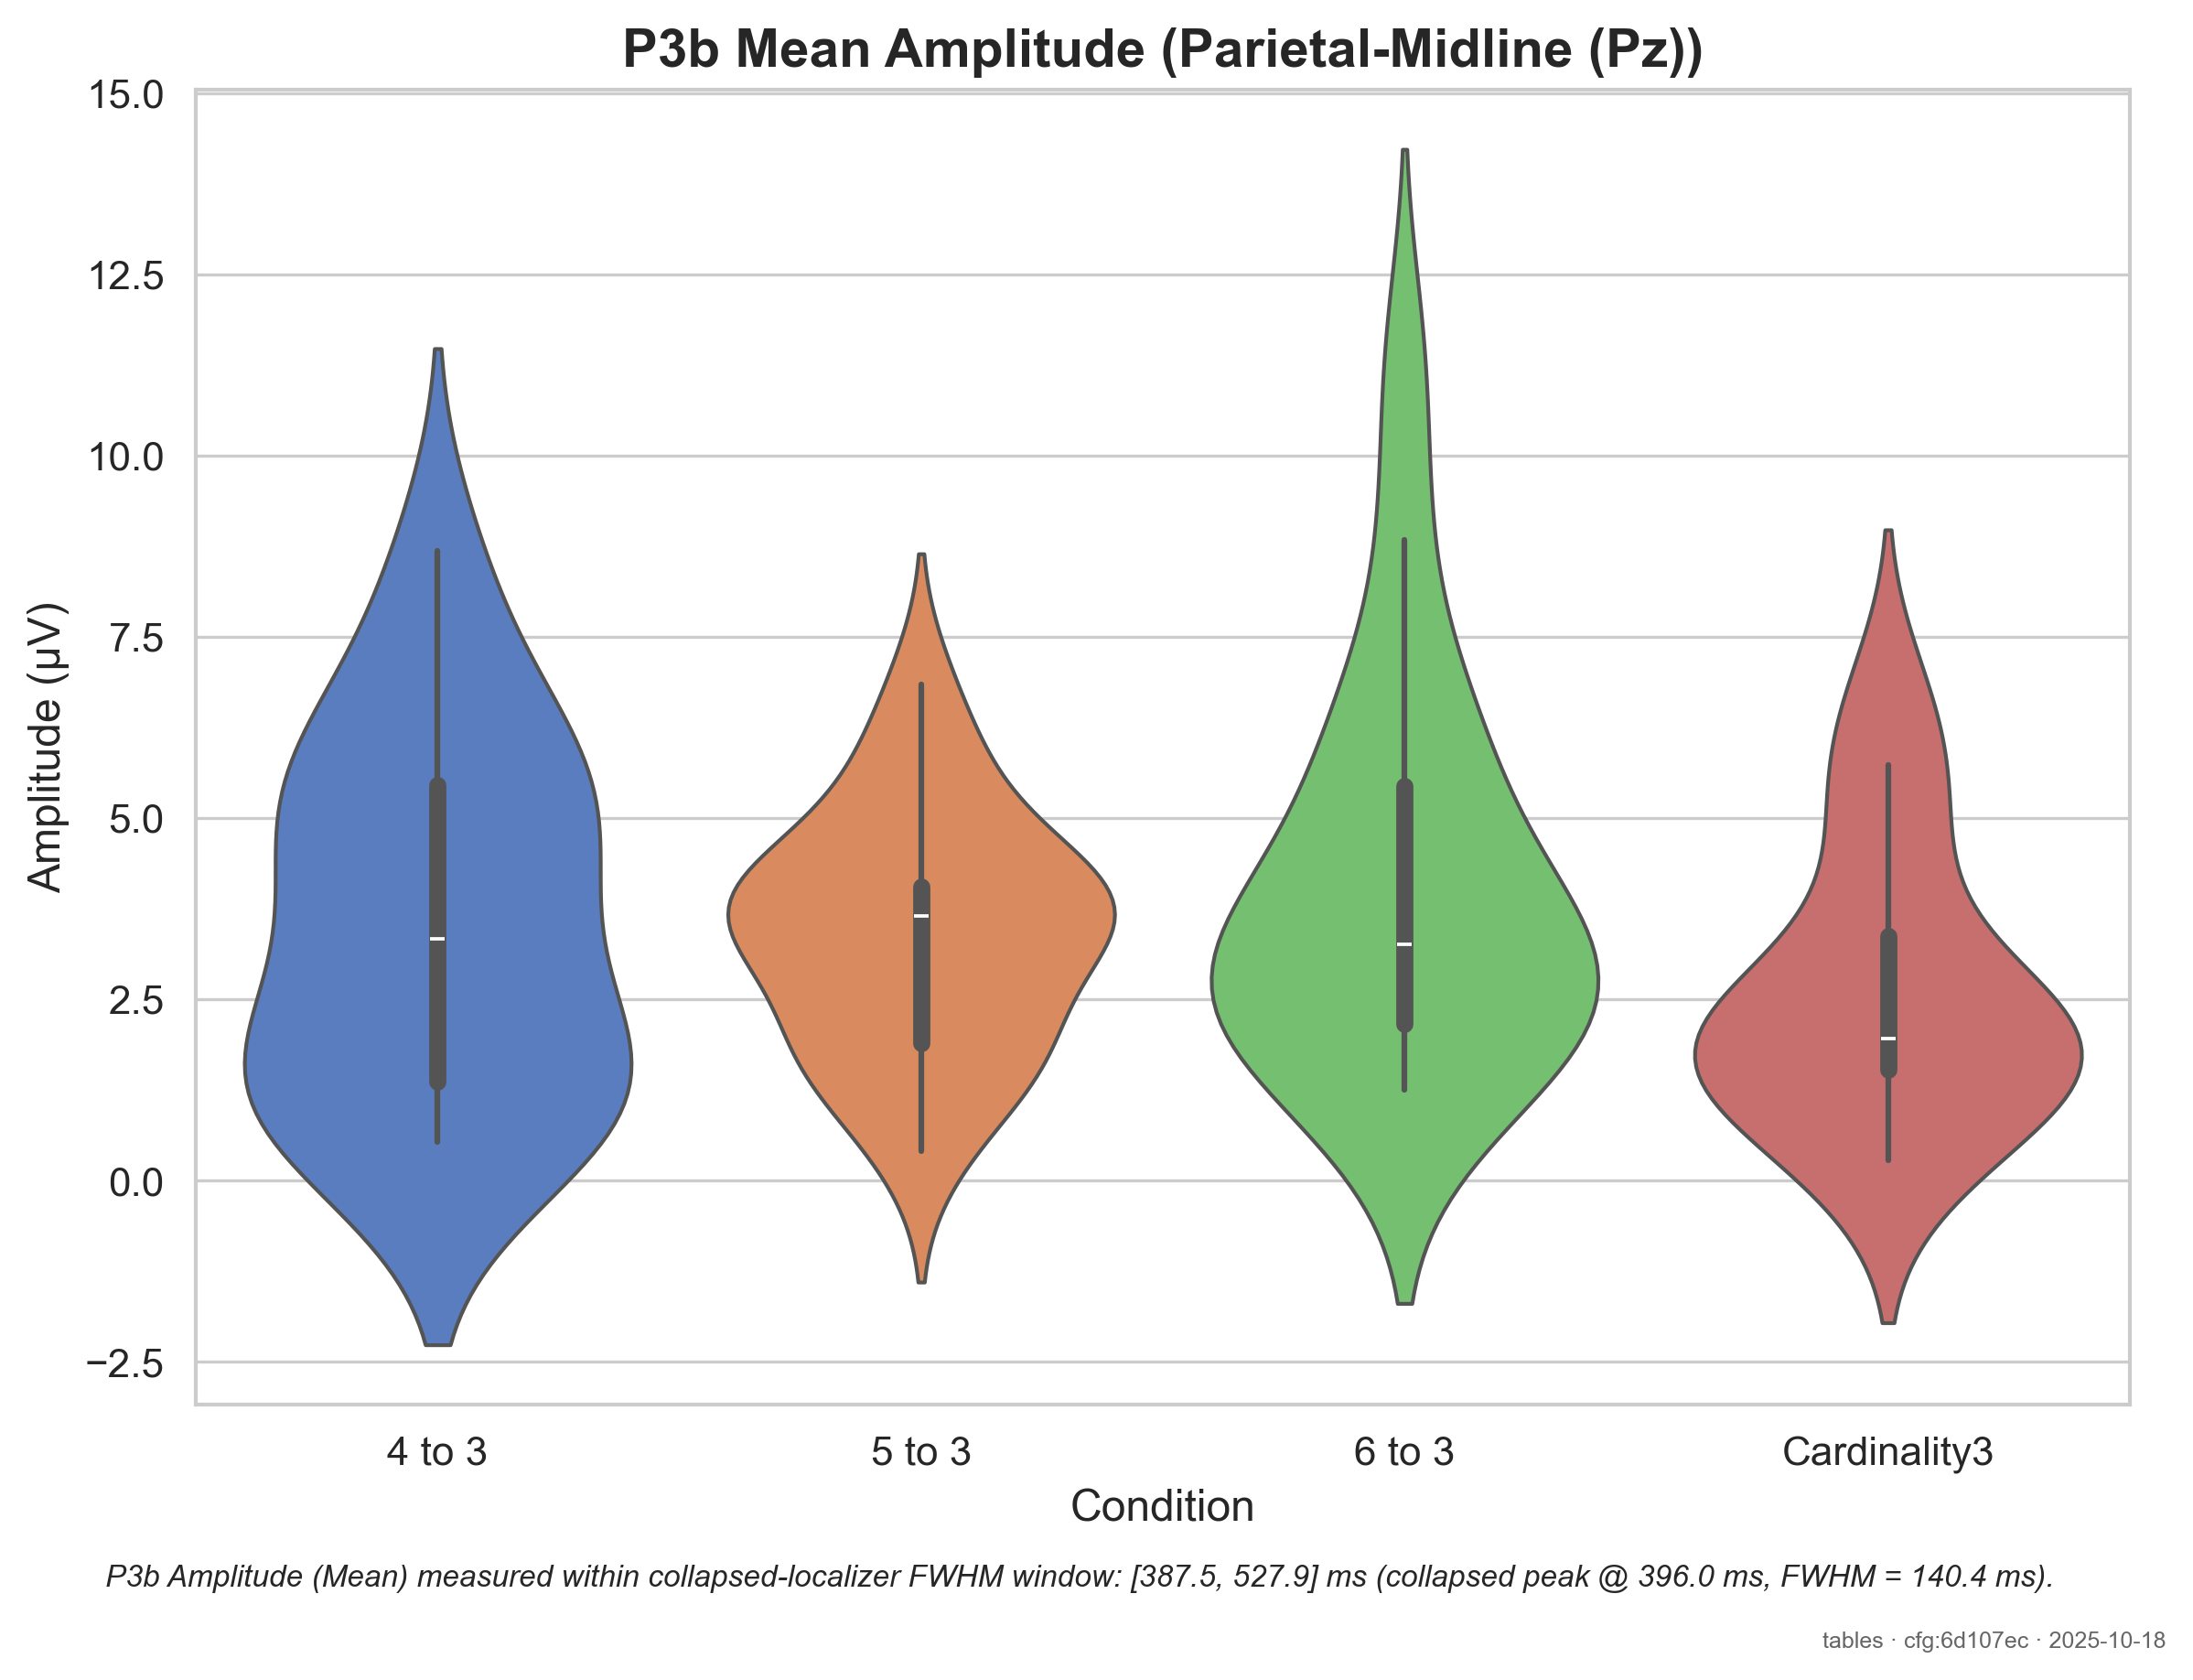 P3b Mean Amplitude (Parietal-Midline (Pz))
15.0
12.5
10.0
7.5
5.0
2.5
0.0
−2.5
Amplitude (µV)
4 to 3
5 to 3
6 to 3
Cardinality3
Condition
P3b Amplitude (Mean) measured within collapsed-localizer FWHM window: [387.5, 527.9] ms (collapsed peak @ 396.0 ms, FWHM = 140.4 ms).
tables · cfg:6d107ec · 2025-10-18